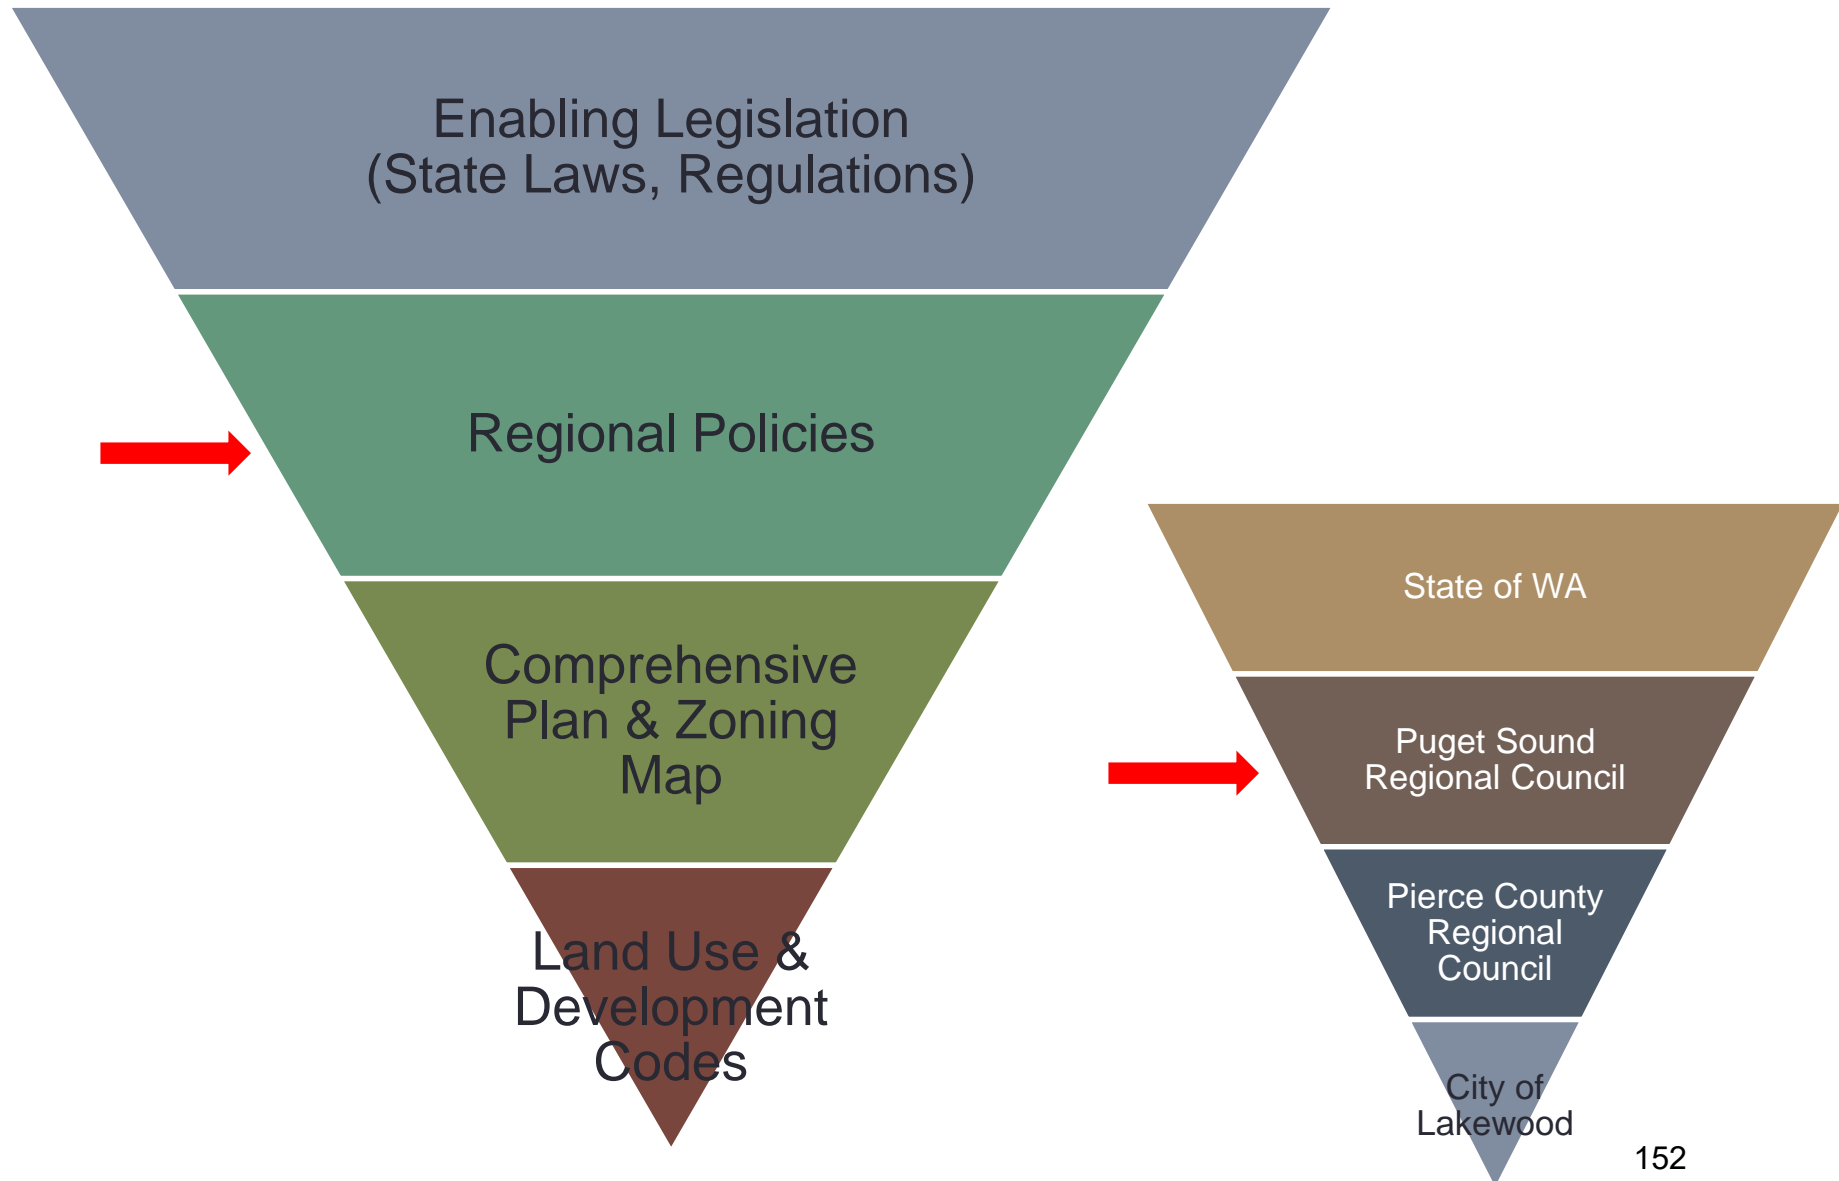 Enabling Legislation
(State Laws, Regulations)
Regional Policies
Comprehensive
Plan & Zoning
Map
Land Use &
Development
Codes
State of WA
Puget Sound
Regional Council
Pierce County
Regional
Council
City of
Lakewood
152